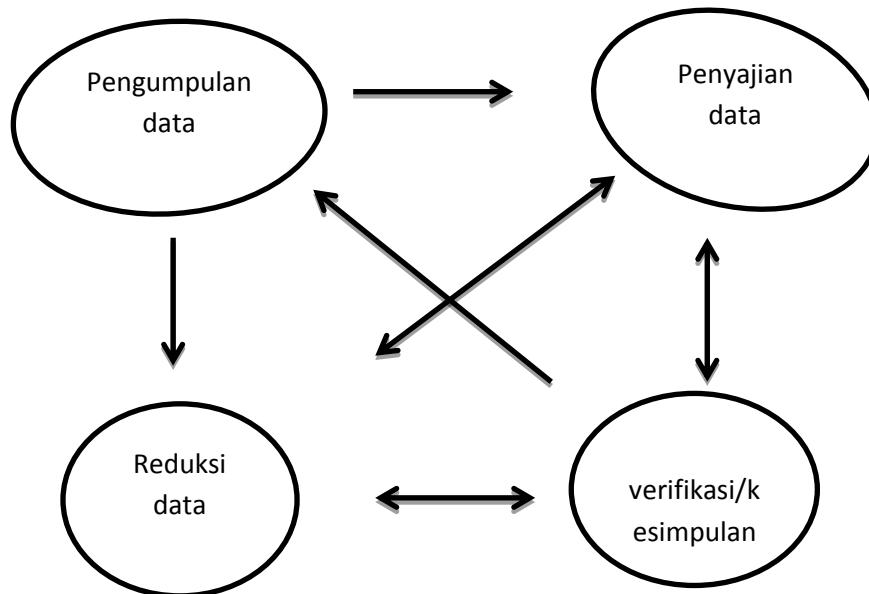 Pengumpulan
data
Penyajian
data
Reduksi
data
verifikasi/k
esimpulan